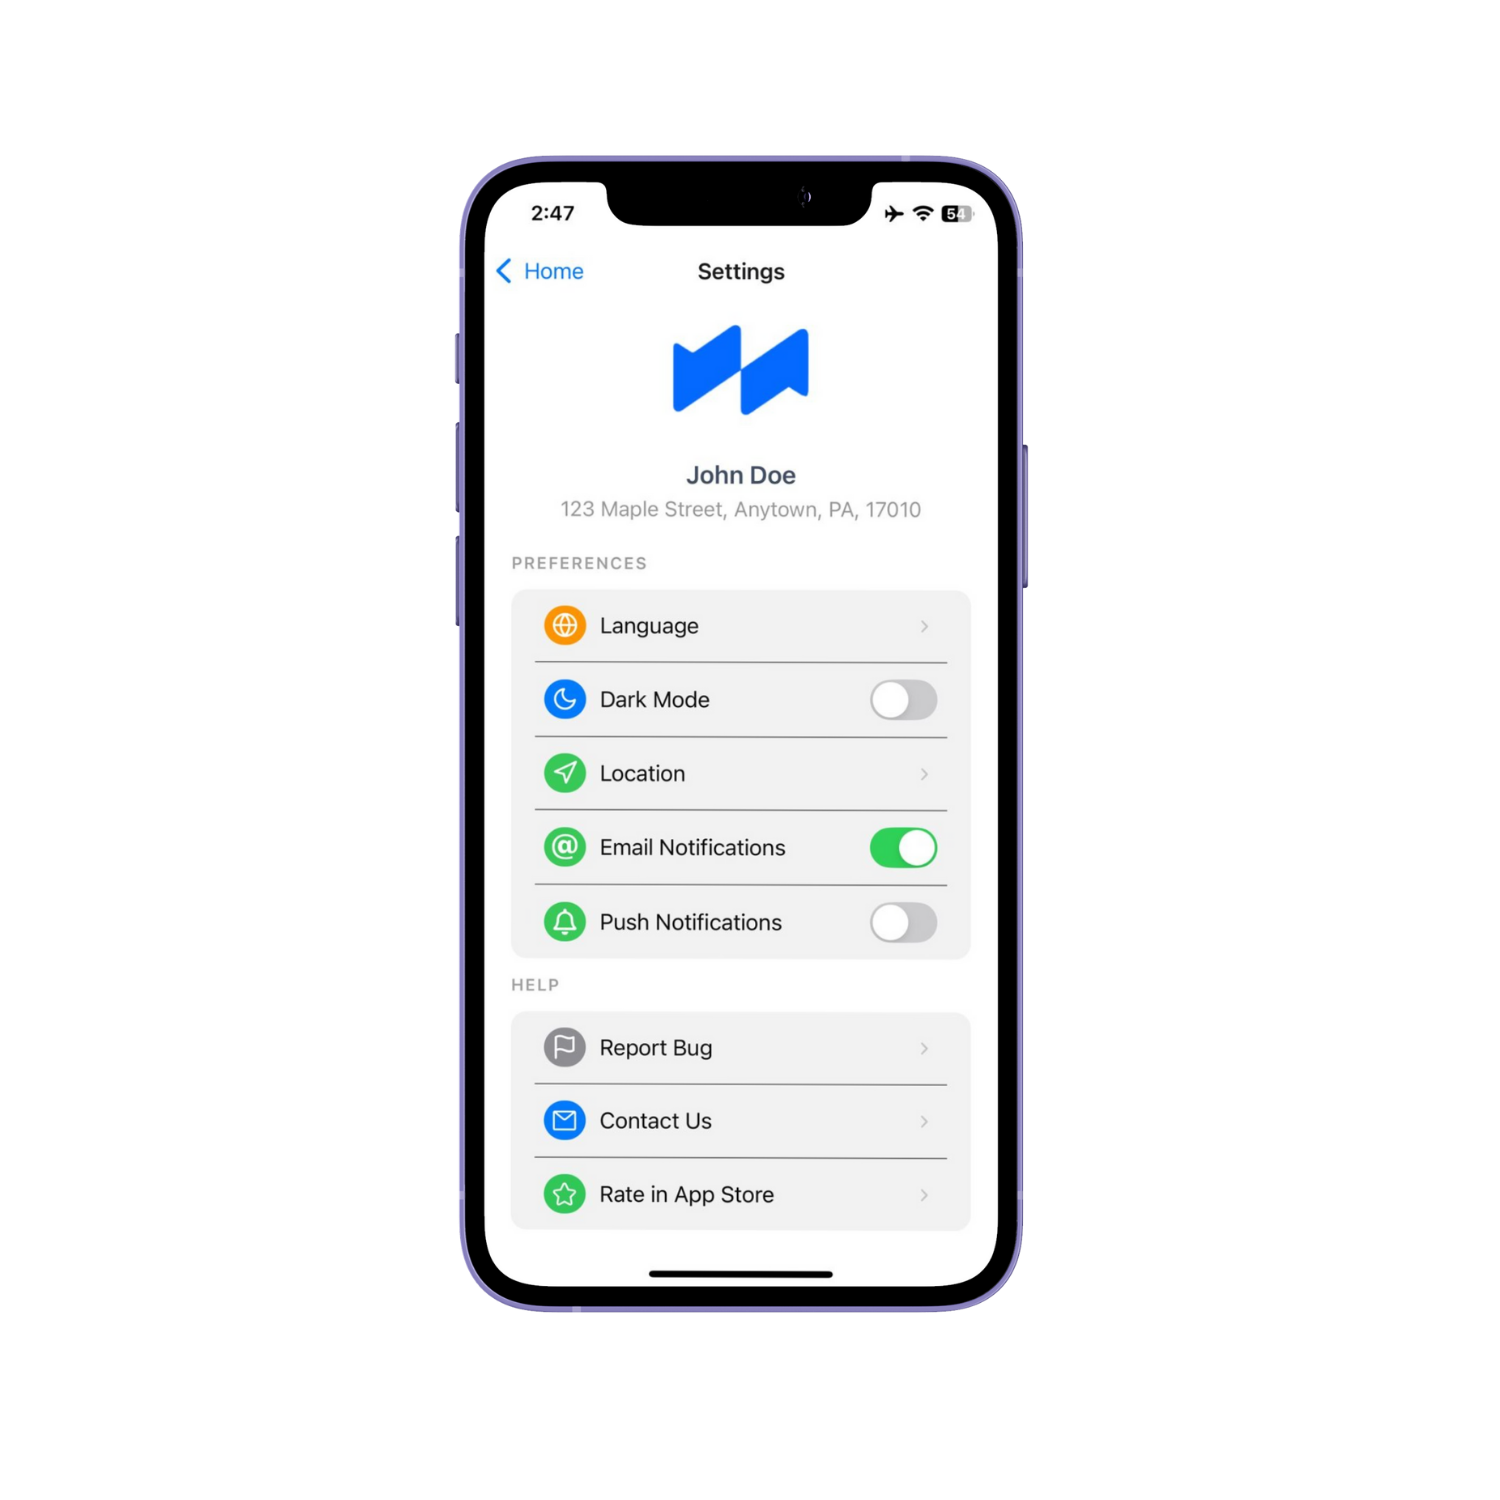 2:47
54
Home
Settings
John Doe
123 Maple Street, Anytown, PA, 17010
PREFERENCES
Language
Dark Mode
Location
Email Notifications
Push Notifications
HELP
Report Bug
Contact Us
Rate in App Store